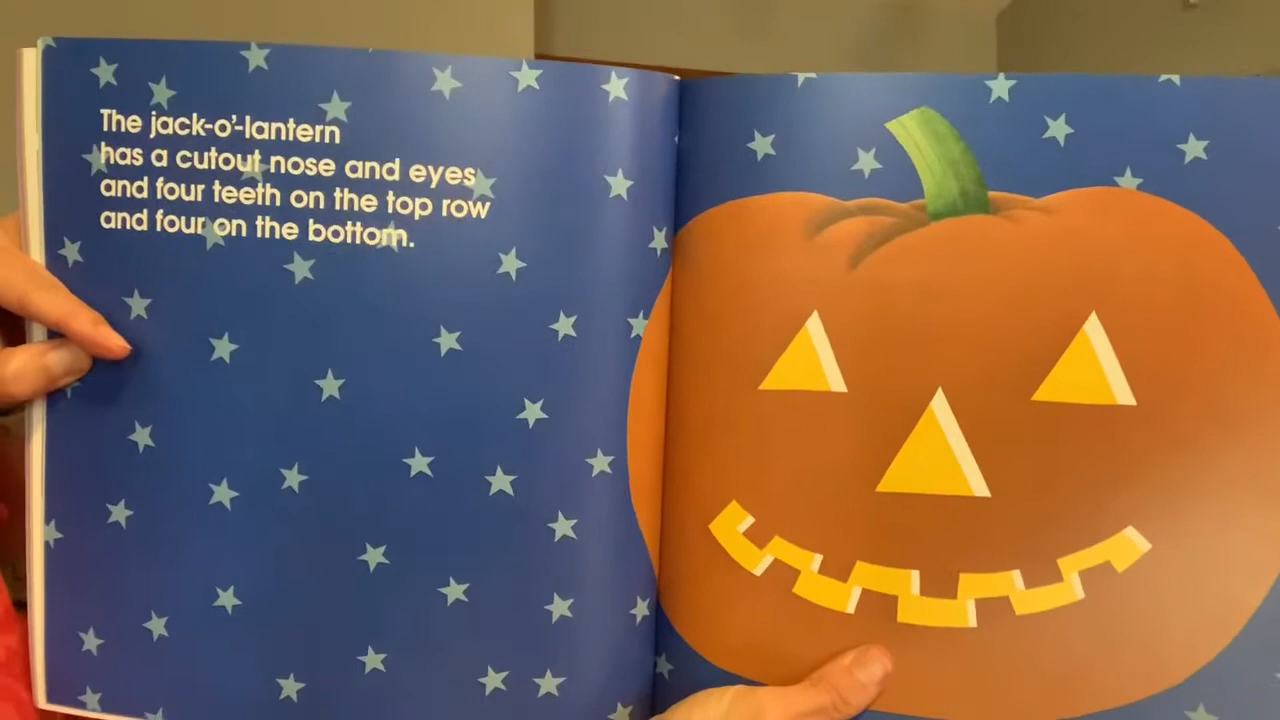 The jack-o'-lantern
has a cutout nose and eyes
and four teeth on the top row
and four on the bottom.